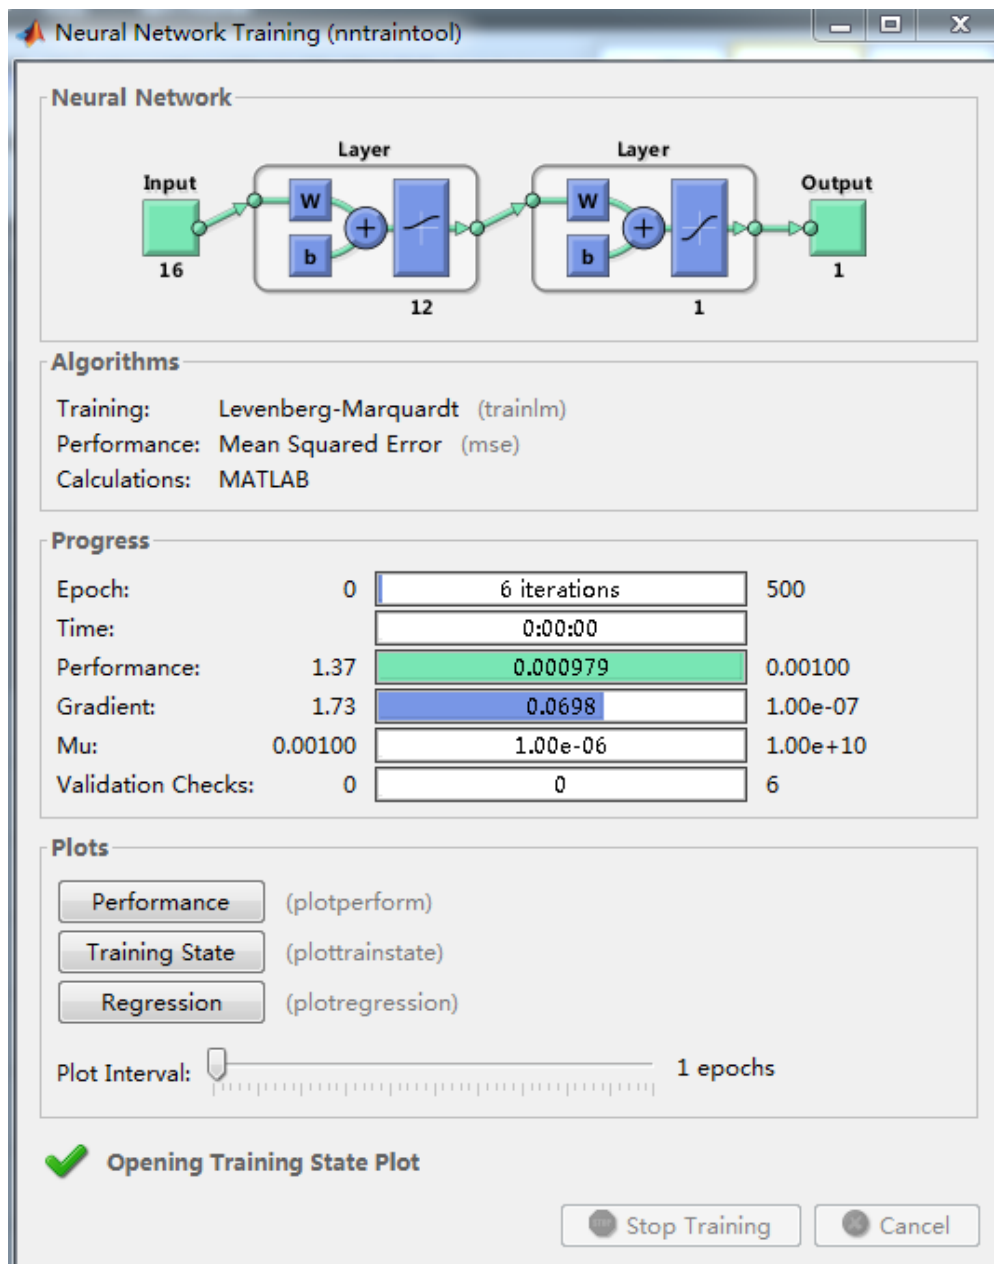 Neural Network Training (nntraintool)
Neural Network
Layer Layer
Input Output
W W
b b
16 1
12 1
Algorithms
Training: Levenberg-Marquardt (trainlm)
Performance: Mean Squared Error (mse)
Calculations: MATLAB
Progress
Epoch: 0 6 iterations 500
Time: 0:00:00
Performance: 1.37 0.000979 0.00100
Gradient: 1.73 0.0698 1.00e-07
Mu: 0.00100 1.00e-06 1.00e+10
Validation Checks: 0 0 6
Plots
Performance (plotperform)
Training State (plottrainstate)
Regression (plotregression)
Plot Interval: 1 epochs
Opening Training State Plot
STOP Stop Training Cancel